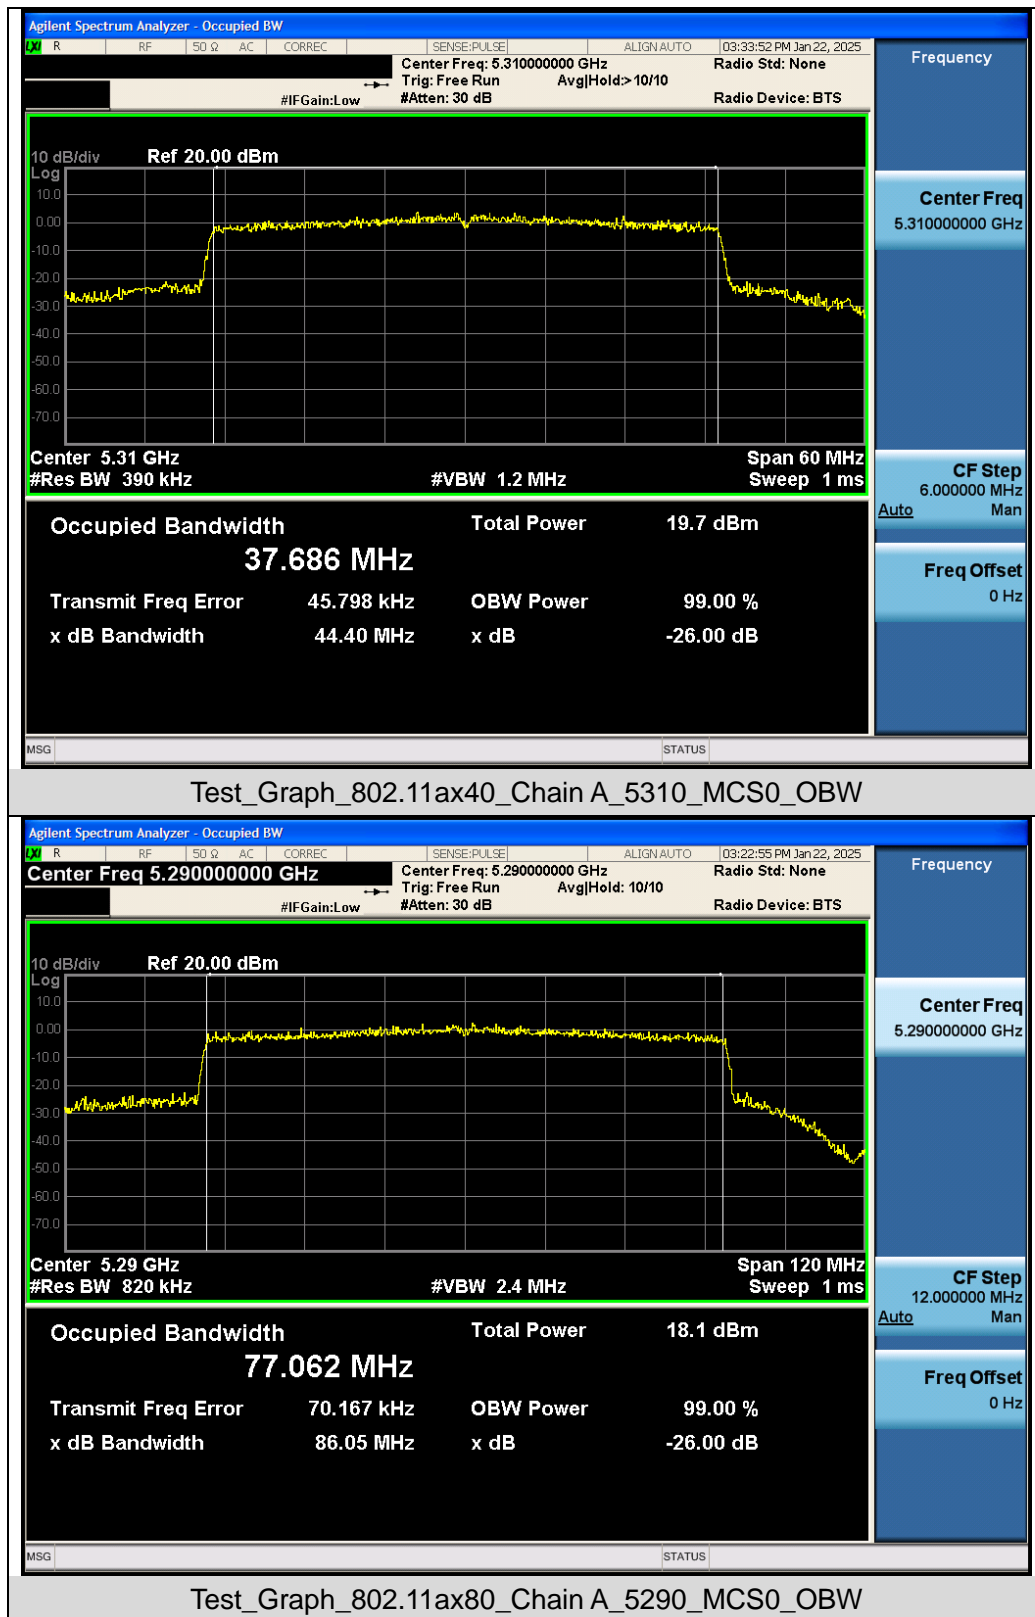 Agilent Spectrum Analyzer - Occupied BW
LXI R RF 50 Ω AC CORREC SENSE:PULSE ALIGN AUTO 03:33:52 PM Jan 22, 2025
Center Freq: 5.310000000 GHz Radio Std: None
Trig: Free Run Avg|Hold:>10/10
#IFGain:Low #Atten: 30 dB Radio Device: BTS
Frequency
10 dB/div Ref 20.00 dBm
Log
10.0
0.00
-10.0
-20.0
-30.0
-40.0
-50.0
-60.0
-70.0
Center 5.31 GHz Span 60 MHz
#Res BW 390 kHz #VBW 1.2 MHz Sweep 1 ms
Center Freq
5.310000000 GHz
CF Step
6.000000 MHz
Auto Man
Freq Offset
0 Hz
Occupied Bandwidth Total Power 19.7 dBm
37.686 MHz
Transmit Freq Error 45.798 kHz OBW Power 99.00 %
x dB Bandwidth 44.40 MHz x dB -26.00 dB
MSG STATUS
Test_Graph_802.11ax40_Chain A_5310_MCS0_OBW
Agilent Spectrum Analyzer - Occupied BW
LXI R RF 50 Ω AC CORREC SENSE:PULSE ALIGN AUTO 03:22:55 PM Jan 22, 2025
Center Freq 5.290000000 GHz Center Freq: 5.290000000 GHz Radio Std: None
Trig: Free Run Avg|Hold: 10/10
#IFGain:Low #Atten: 30 dB Radio Device: BTS
Frequency
10 dB/div Ref 20.00 dBm
Log
10.0
0.00
-10.0
-20.0
-30.0
-40.0
-50.0
-60.0
-70.0
Center 5.29 GHz Span 120 MHz
#Res BW 820 kHz #VBW 2.4 MHz Sweep 1 ms
Center Freq
5.290000000 GHz
CF Step
12.000000 MHz
Auto Man
Freq Offset
0 Hz
Occupied Bandwidth Total Power 18.1 dBm
77.062 MHz
Transmit Freq Error 70.167 kHz OBW Power 99.00 %
x dB Bandwidth 86.05 MHz x dB -26.00 dB
MSG STATUS
Test_Graph_802.11ax80_Chain A_5290_MCS0_OBW